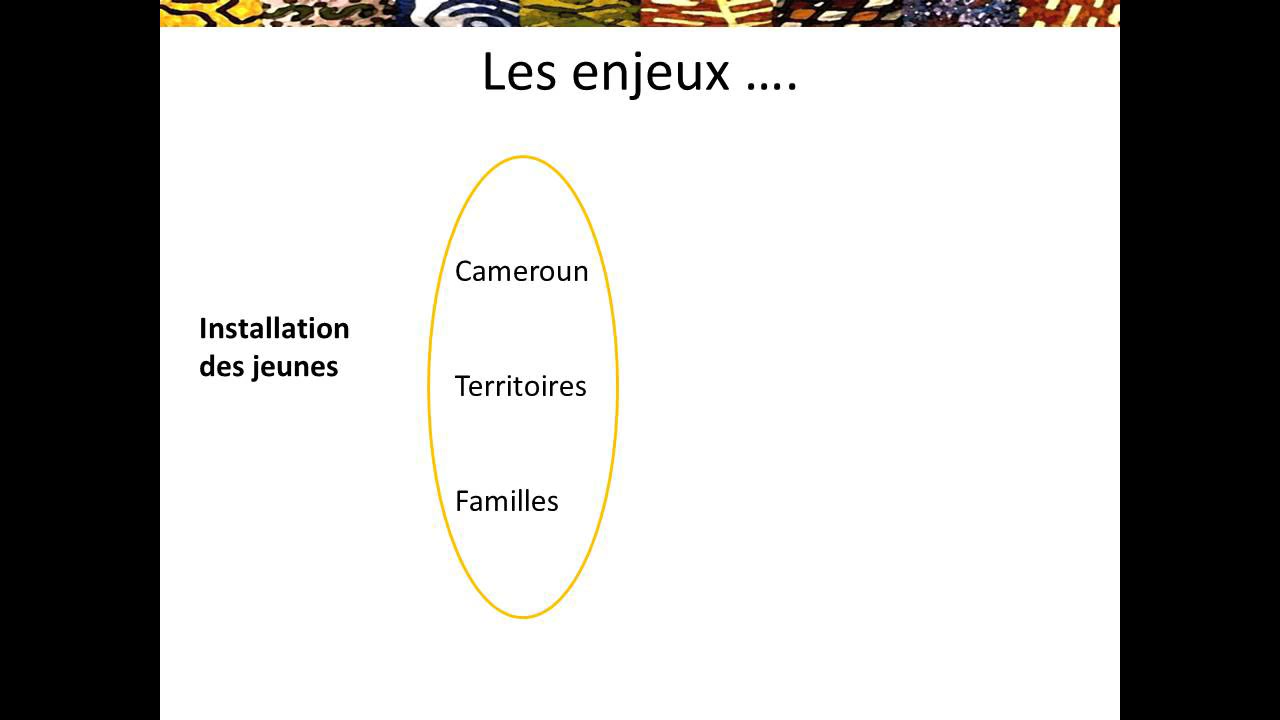 Les enjeux ....
Cameroun
Installation
des jeunes
Territoires
Familles